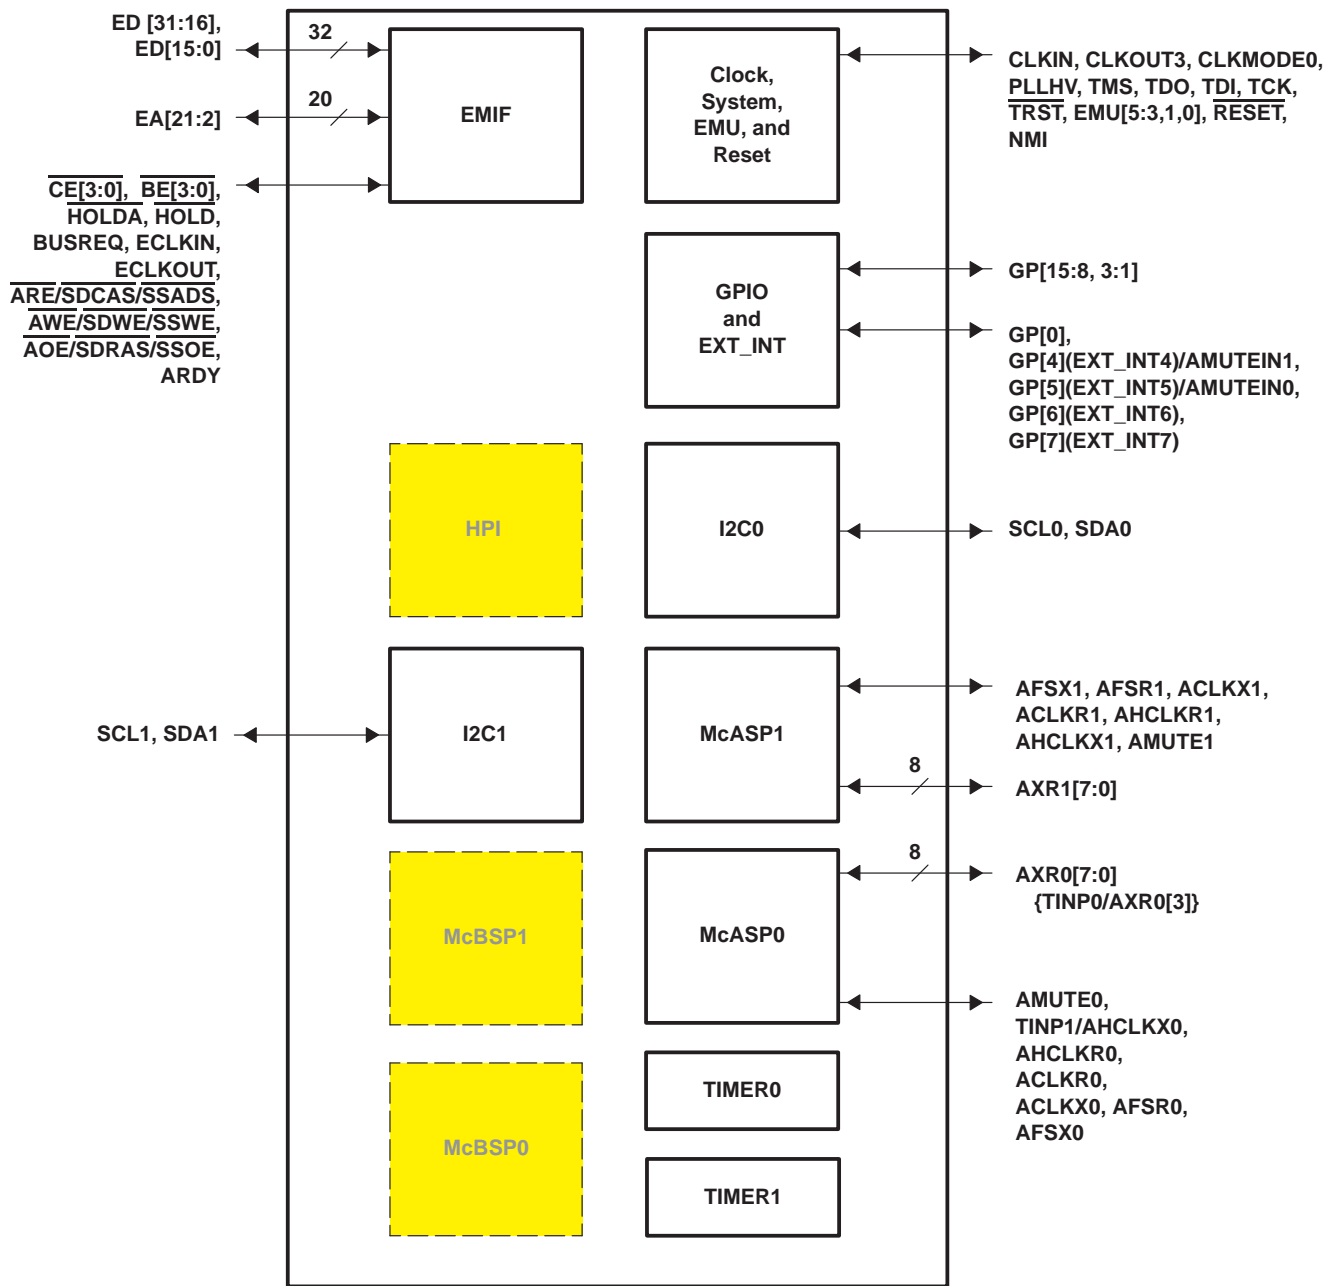 ED [31:16],
ED[15:0]
32
EA[21:2]
20
CE[3:0], BE[3:0],
HOLDA, HOLD,
BUSREQ, ECLKIN,
ECLKOUT,
ARE/SDCAS/SSADS,
AWE/SDWE/SSWE,
AOE/SDRAS/SSOE,
ARDY
EMIF
Clock,
System,
EMU, and
Reset
CLKIN, CLKOUT3, CLKMODE0,
PLLHV, TMS, TDO, TDI, TCK,
TRST, EMU[5:3,1,0], RESET,
NMI
GPIO
and
EXT_INT
GP[15:8, 3:1]
GP[0],
GP[4](EXT_INT4)/AMUTEIN1,
GP[5](EXT_INT5)/AMUTEIN0,
GP[6](EXT_INT6),
GP[7](EXT_INT7)
HPI
I2C0
SCL0, SDA0
SCL1, SDA1
I2C1
McASP1
AFSX1, AFSR1, ACLKX1,
ACLKR1, AHCLKR1,
AHCLKX1, AMUTE1
8
AXR1[7:0]
McBSP1
McASP0
8
AXR0[7:0]
{TINP0/AXR0[3]}
AMUTE0,
TINP1/AHCLKX0,
AHCLKR0,
ACLKR0,
ACLKX0, AFSR0,
AFSX0
McBSP0
TIMER0
TIMER1